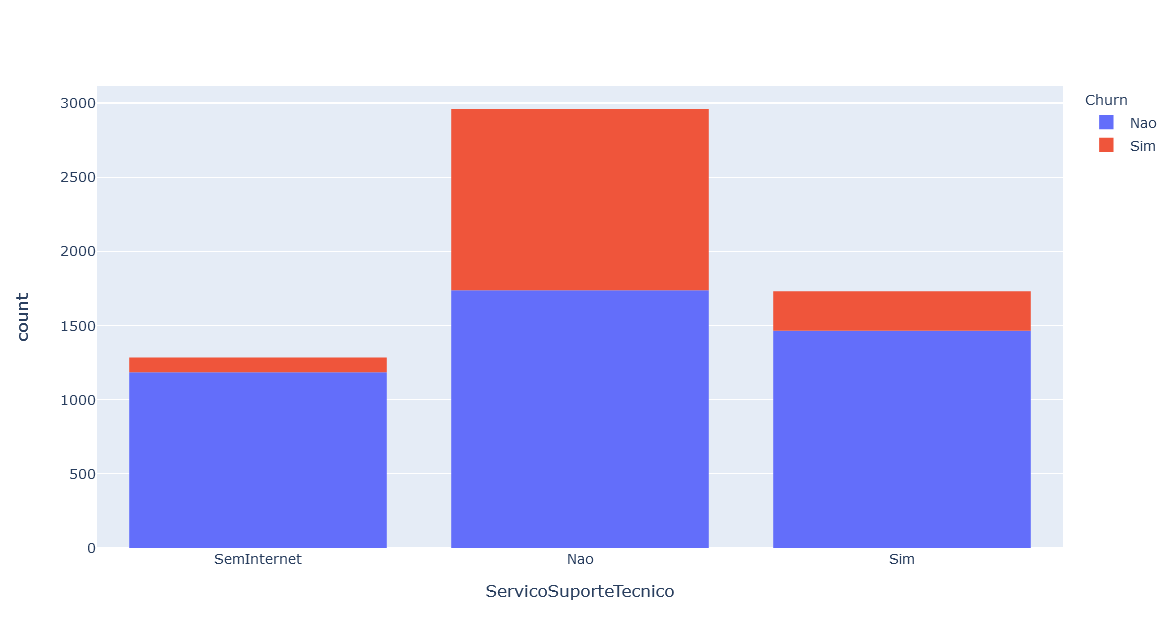 3000
2500
2000
1500
1000
500
0
count
SemInternet
Nao
Sim
ServicoSuporteTecnico
Churn
Nao
Sim